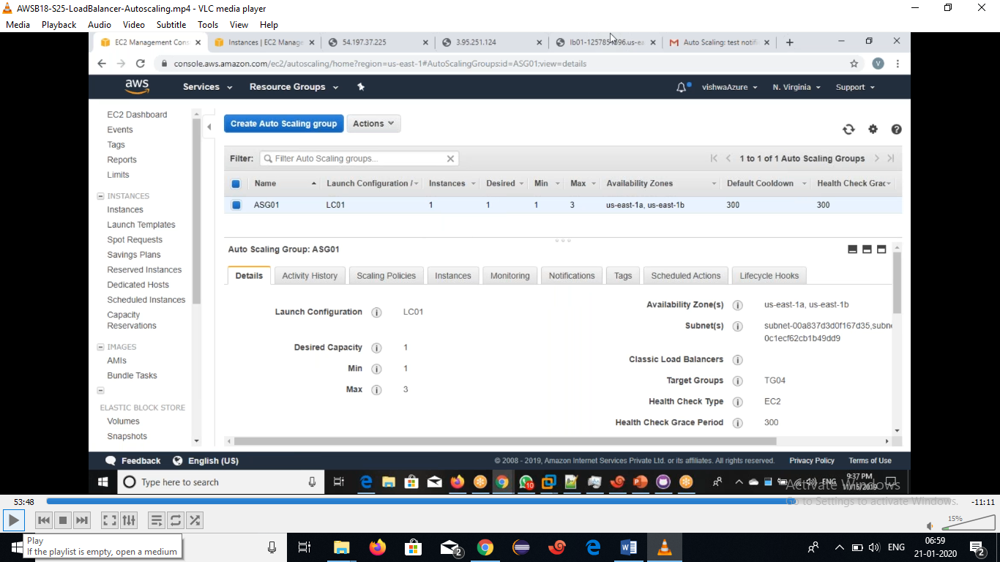 AWSB18-S25-LoadBalancer-Autoscaling.mp4 - VLC media player
Media Playback Audio Video Subtitle Tools View Help
EC2 Management Cons
Instances | EC2 Manage
54.197.37.225
3.95.251.124
Auto Scaling: test notifi
console.aws.amazon.com/ec2/autoscaling/home?region=us-east-1#AutoScalingGroups:id=ASG01;view=details
V
aws
Services
Resource Groups
vishwaAzure
N. Virginia
Support
EC2 Dashboard
Events
Tags
Reports
Limits
INSTANCES
Instances
Launch Templates
Spot Requests
Savings Plans
Reserved Instances
Dedicated Hosts
Scheduled Instances
Capacity
Reservations
IMAGES
AMIs
Bundle Tasks
ELASTIC BLOCK STORE
Volumes
Snapshots
Create Auto Scaling group
Actions
Filter: Filter Auto Scaling groups...
1 to 1 of 1 Auto Scaling Groups
Name Launch Configuration / Instances Desired Min Max Availability Zones Default Cooldown Health Check Grac
ASG01 LC01 1 1 1 3 us-east-1a, us-east-1b 300 300
Auto Scaling Group: ASG01
Details Activity History Scaling Policies Instances Monitoring Notifications Tags Scheduled Actions Lifecycle Hooks
Launch Configuration LC01
Desired Capacity 1
Min 1
Max 3
Availability Zone(s) us-east-1a, us-east-1b
Subnet(s) subnet-00a837d3d0f167d35,subne
0c1ecf62cb1b49dd9
Classic Load Balancers
Target Groups TG04
Health Check Type EC2
Health Check Grace Period 300
Feedback English (US)
© 2008 - 2019, Amazon Internet Services Private Ltd. or its affiliates. All rights reserved. Privacy Policy Terms of Use
Type here to search
10
ENG
9:37 PM
11/15/2019
Activate Windows
Go to Settings to activate Windows.
53:48
-11:11
15%
Play
If the playlist is empty, open a medium
2
ENG
06:59
21-01-2020
2